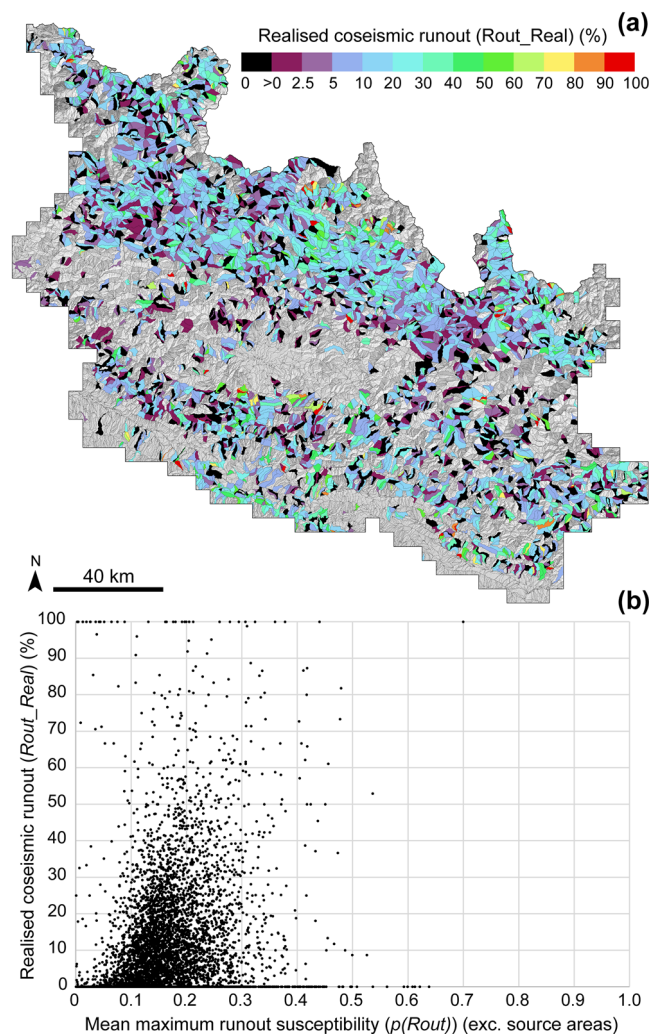 (a)
Realised coseismic runout (Rout_Real) (%)
0 >0 2.5 5 10 20 30 40 50 60 70 80 90 100
N
40 km
(b)
100
90
80
70
60
50
40
30
20
10
0
Realised coseismic runout (Rout_Real) (%)
0 0.1 0.2 0.3 0.4 0.5 0.6 0.7 0.8 0.9 1.0
Mean maximum runout susceptibility (p(Rout)) (exc. source areas)